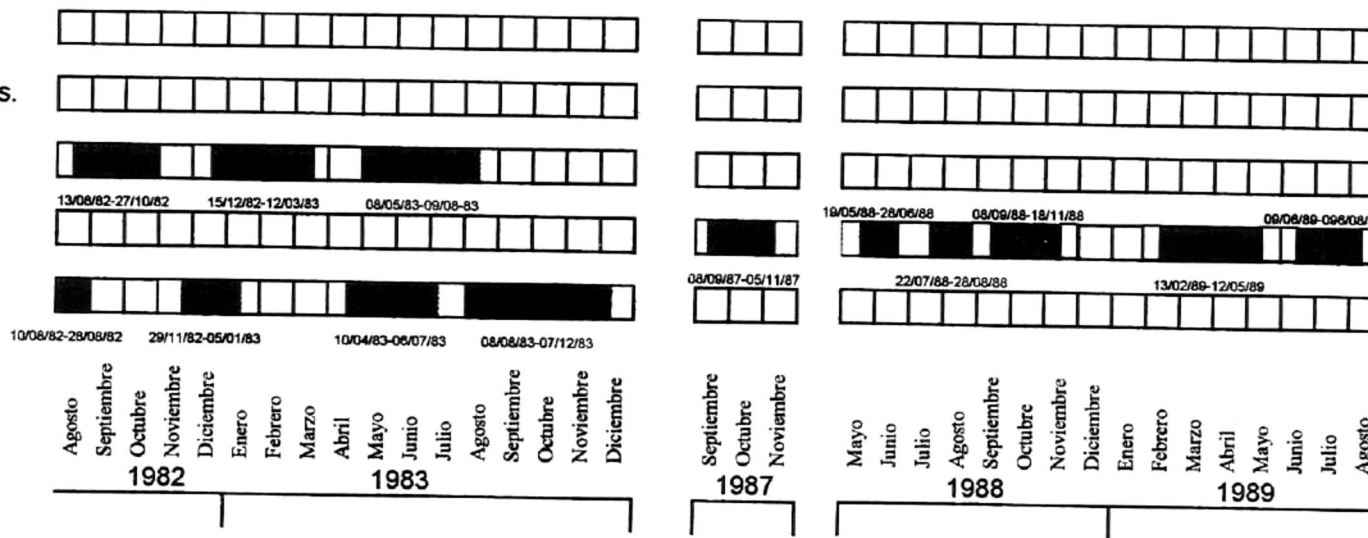 s.
13/08/82-27/10/82 15/12/82-12/03/83 08/05/83-09/08-83
19/05/88-28/06/88 08/09/88-18/11/88 09/06/89-096/08/
08/09/87-05/11/87 22/07/88-28/08/88 13/02/89-12/05/89
10/08/82-28/08/82 29/11/82-05/01/83 10/04/83-06/07/83 08/08/83-07/12/83
Agosto Septiembre Octubre Noviembre Diciembre Enero Febrero Marzo Abril Mayo Junio Julio Agosto Septiembre Octubre Noviembre Diciembre Septiembre Octubre Noviembre Mayo Junio Julio Agosto Septiembre Octubre Noviembre Diciembre Enero Febrero Marzo Abril Mayo Junio Julio Agosto
1982 1983 1987 1988 1989